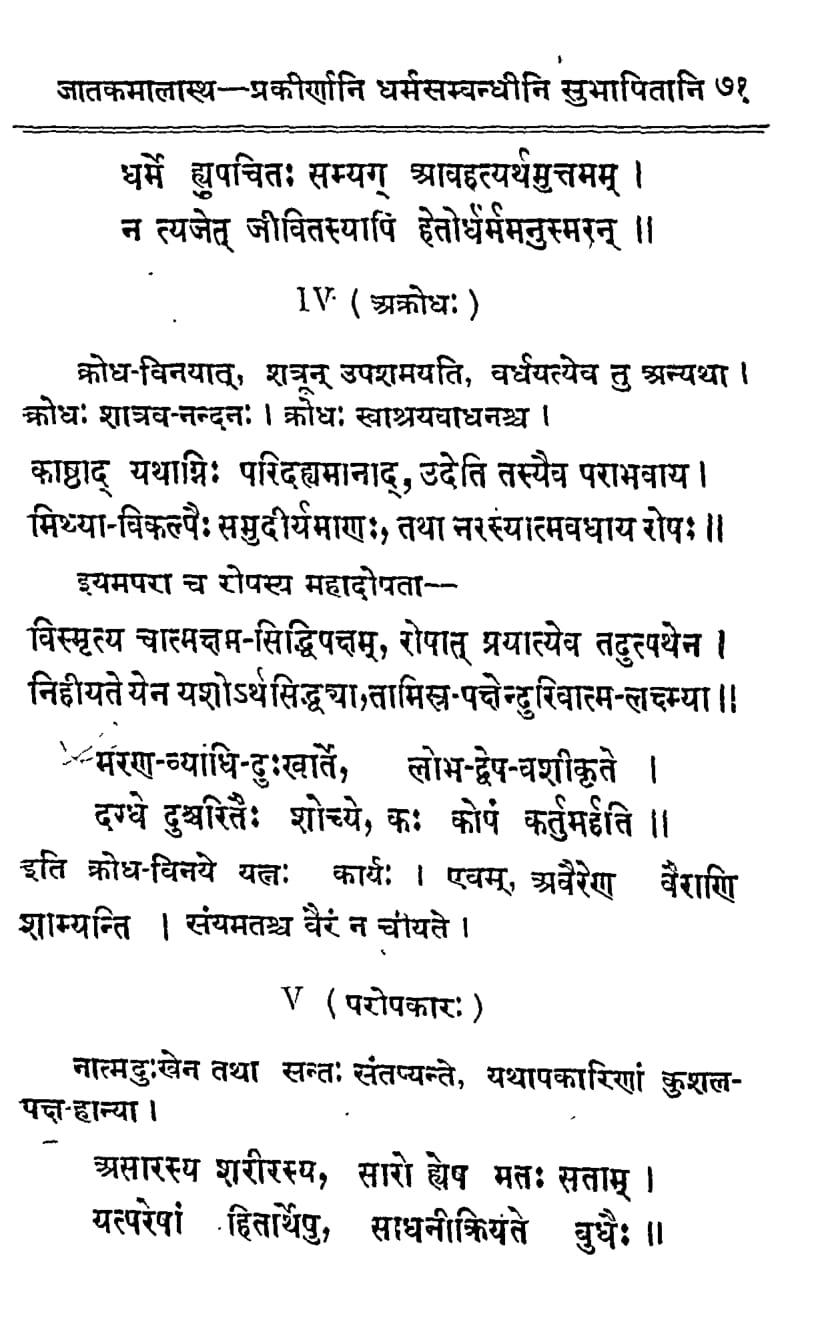 जातकमालास्थ—प्रकीर्णानि धर्मसम्बन्धीनि सुभाषितानि ७१
धर्मे ह्युपचितः सम्यग् आवहत्यर्थमुत्तमम् ।
न त्यजेत् जीवितस्यापि हेतोर्धर्ममनुस्मरन् ॥
IV (अक्रोधः)
क्रोध-विनयात्, शत्रून् उपशमयति, वर्धयत्येव तु अन्यथा ।
क्रोधः शात्रव-नन्दनः । क्रोधः स्वाश्रयबाधनश्च ।
काष्ठाद् यथाग्निः परिदह्यमानाद्, उदेति तस्यैव पराभवाय ।
मिथ्या-विकल्पैः समुदीर्यमाणः, तथा नरस्यात्मवधाय रोषः ॥
इयमपरा च रोषस्य महादोषता—
विस्मृत्य चात्मक्षम-सिद्धिपक्षम्, रोषात् प्रयात्येव तदुत्पथेन ।
निहीयते येन यशोऽर्थसिद्ध्या, तामिस्र-पक्षेन्दुरिवात्म-लक्ष्म्या ॥
मरण-व्याधि-दुःखार्ते, लोभ-द्वेष-वशीकृते ।
दग्धे दुश्चरितैः शोच्ये, कः कोपं कर्तुमर्हति ॥
इति क्रोध-विनये यत्नः कार्यः । एवम्, अवैरेण वैराणि
शाम्यन्ति । संयमतश्च वैरं न चीयते ।
V (परोपकारः)
नात्मदुःखेन तथा सन्तः संतप्यन्ते, यथापकारिणां कुशल-
पक्ष-हान्या ।
असारस्य शरीरस्य, सारो ह्येष मतः सताम् ।
यत्परेषां हितार्थेषु, साधनीक्रियते बुधैः ॥